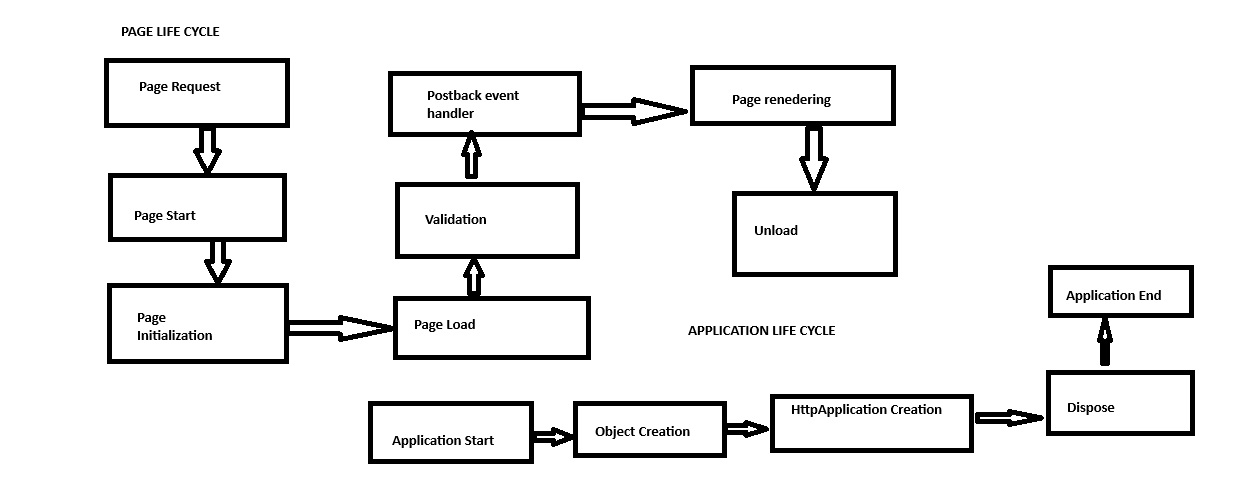 PAGE LIFE CYCLE
Page Request
Page Start
Page
Initialization
Page Load
Validation
Postback event
handler
Page renedering
Unload
APPLICATION LIFE CYCLE
Application Start
Object Creation
HttpApplication Creation
Dispose
Application End